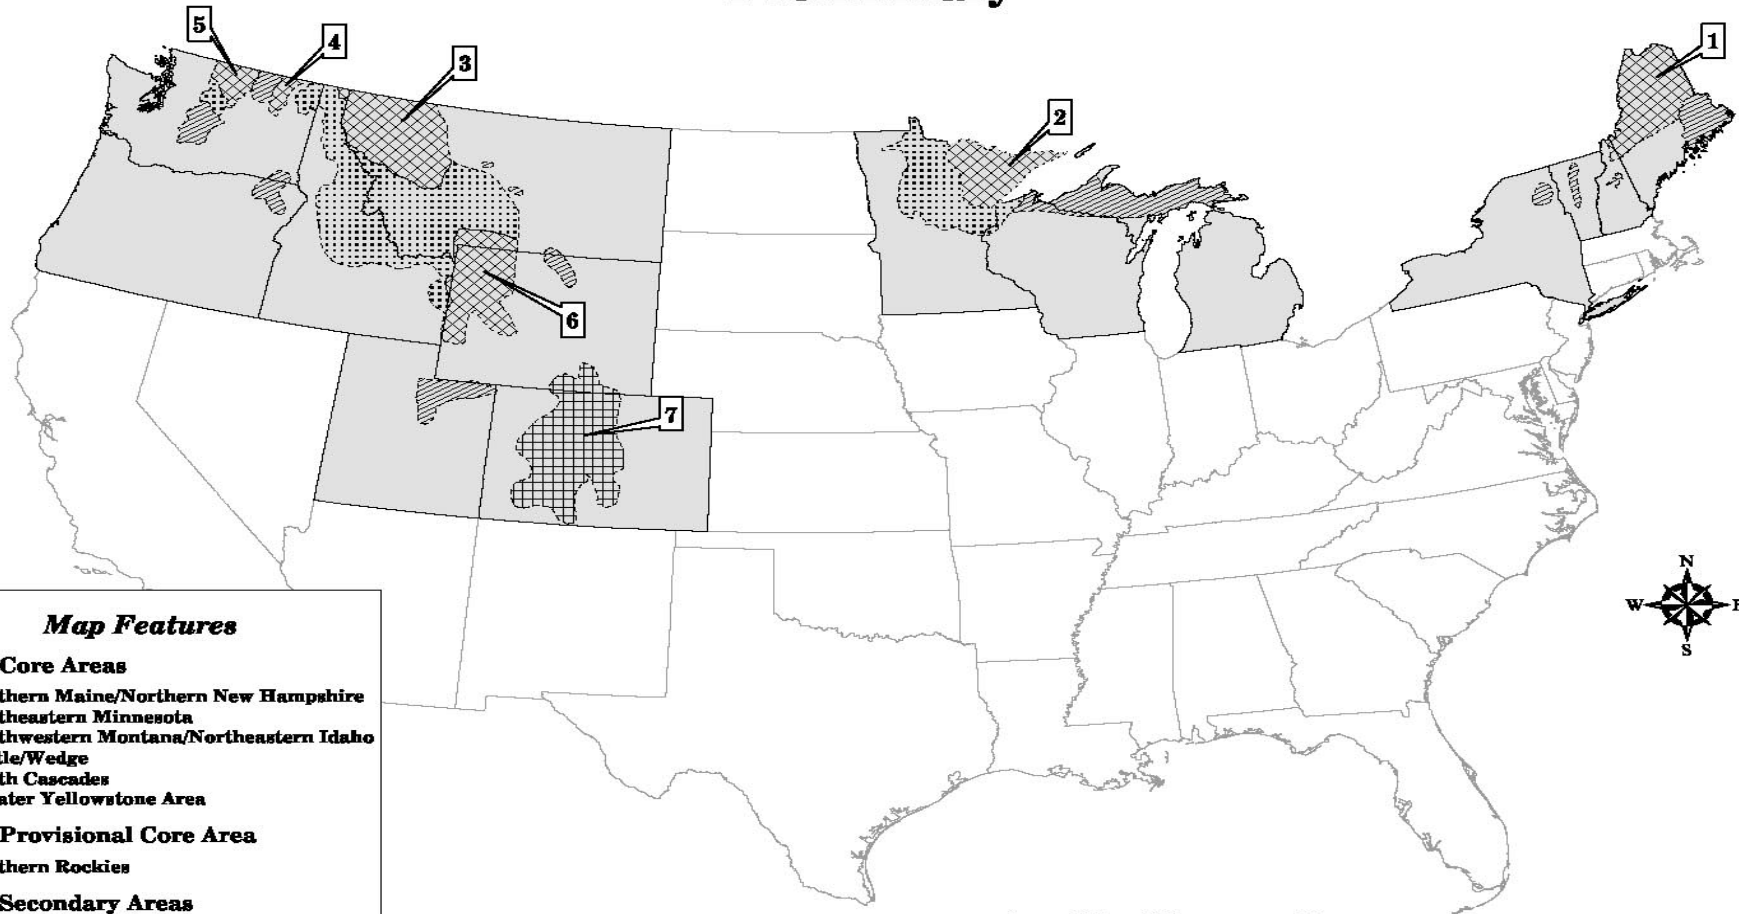 5
4
3
1
2
6
7
N
W
S
Map Features
Core Areas
thern Maine/Northern New Hampshire
theastern Minnesota
thwestern Montana/Northeastern Idaho
tle/Wedge
th Cascades
ater Yellowstone Area
Provisional Core Area
thern Rockies
Secondary Areas